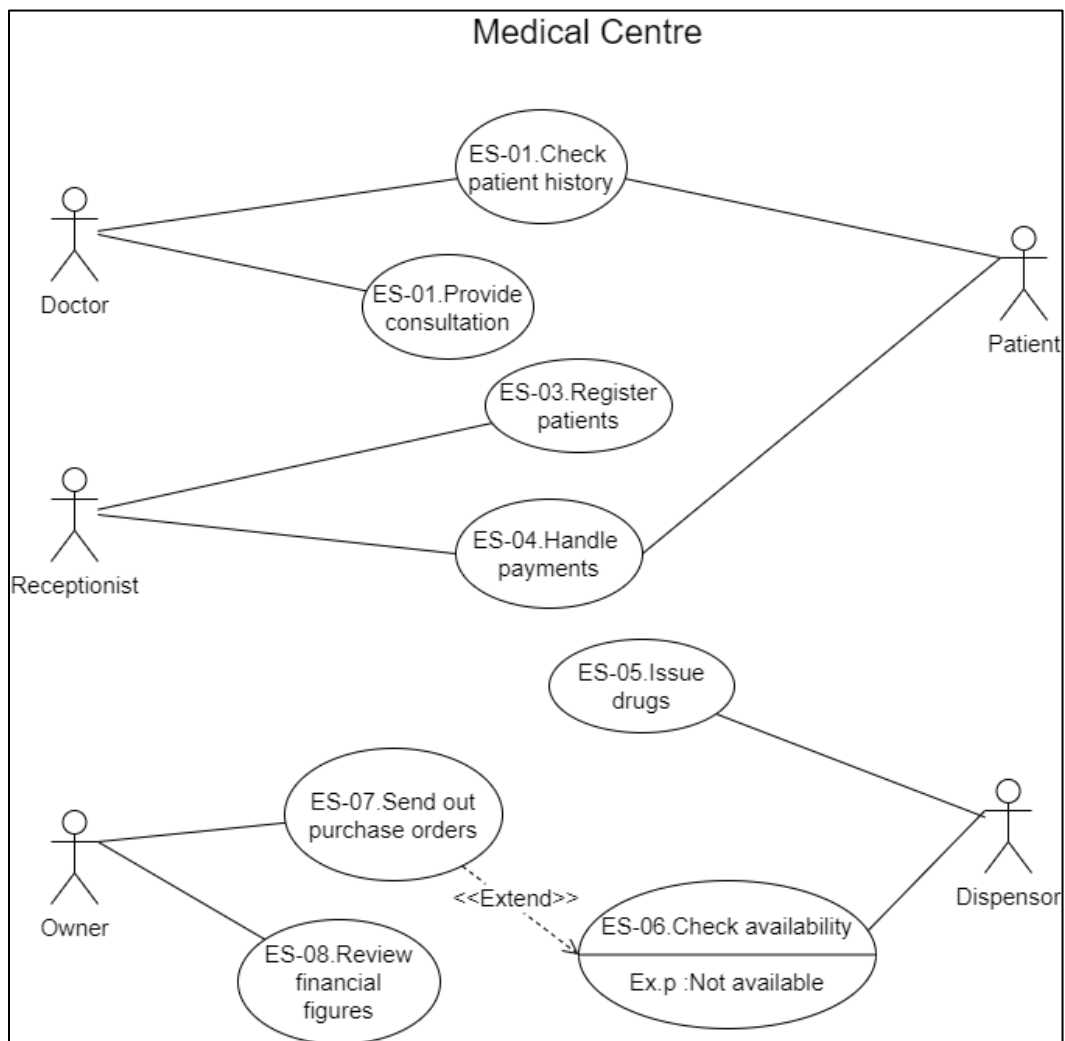 Medical Centre
ES-01.Check
patient history
Doctor
ES-01.Provide
consultation
Patient
ES-03.Register
patients
Receptionist
ES-04.Handle
payments
ES-05.Issue
drugs
ES-07.Send out
purchase orders
Owner
<<Extend>>
Dispensor
ES-06.Check availability
Ex.p :Not available
ES-08.Review
financial
figures